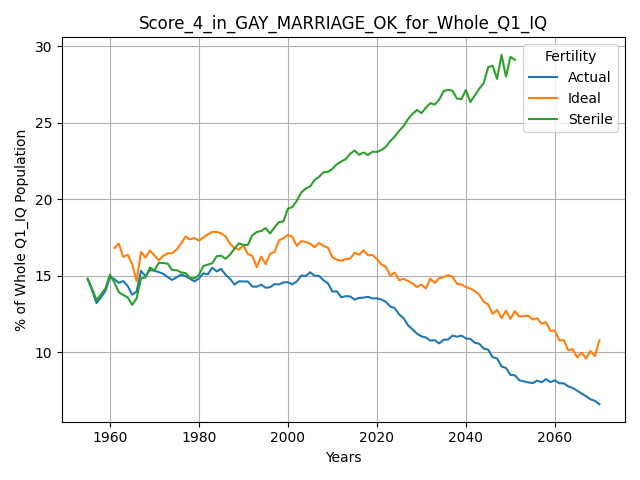 Score_4_in_GAY_MARRIAGE_OK_for_Whole_Q1_IQ
% of Whole Q1_IQ Population
30
25
20
15
10
Fertility
Actual
Ideal
Sterile
1960 1980 2000 2020 2040 2060
Years